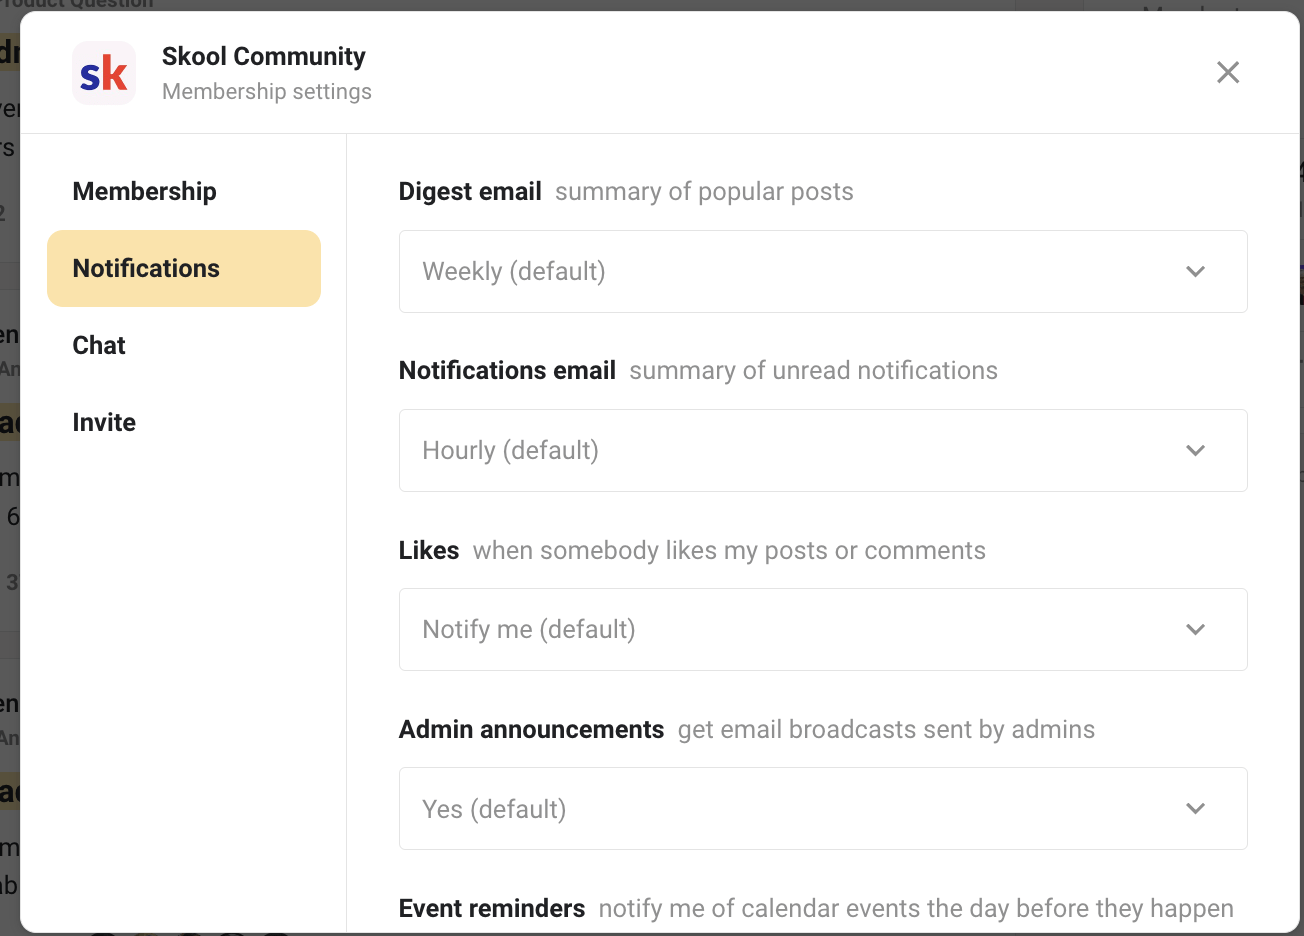 Product Question
sk
Skool Community
Membership settings
Membership
Notifications
Chat
Invite
Digest email summary of popular posts
Weekly (default)
Notifications email summary of unread notifications
Hourly (default)
Likes when somebody likes my posts or comments
Notify me (default)
Admin announcements get email broadcasts sent by admins
Yes (default)
Event reminders notify me of calendar events the day before they happen